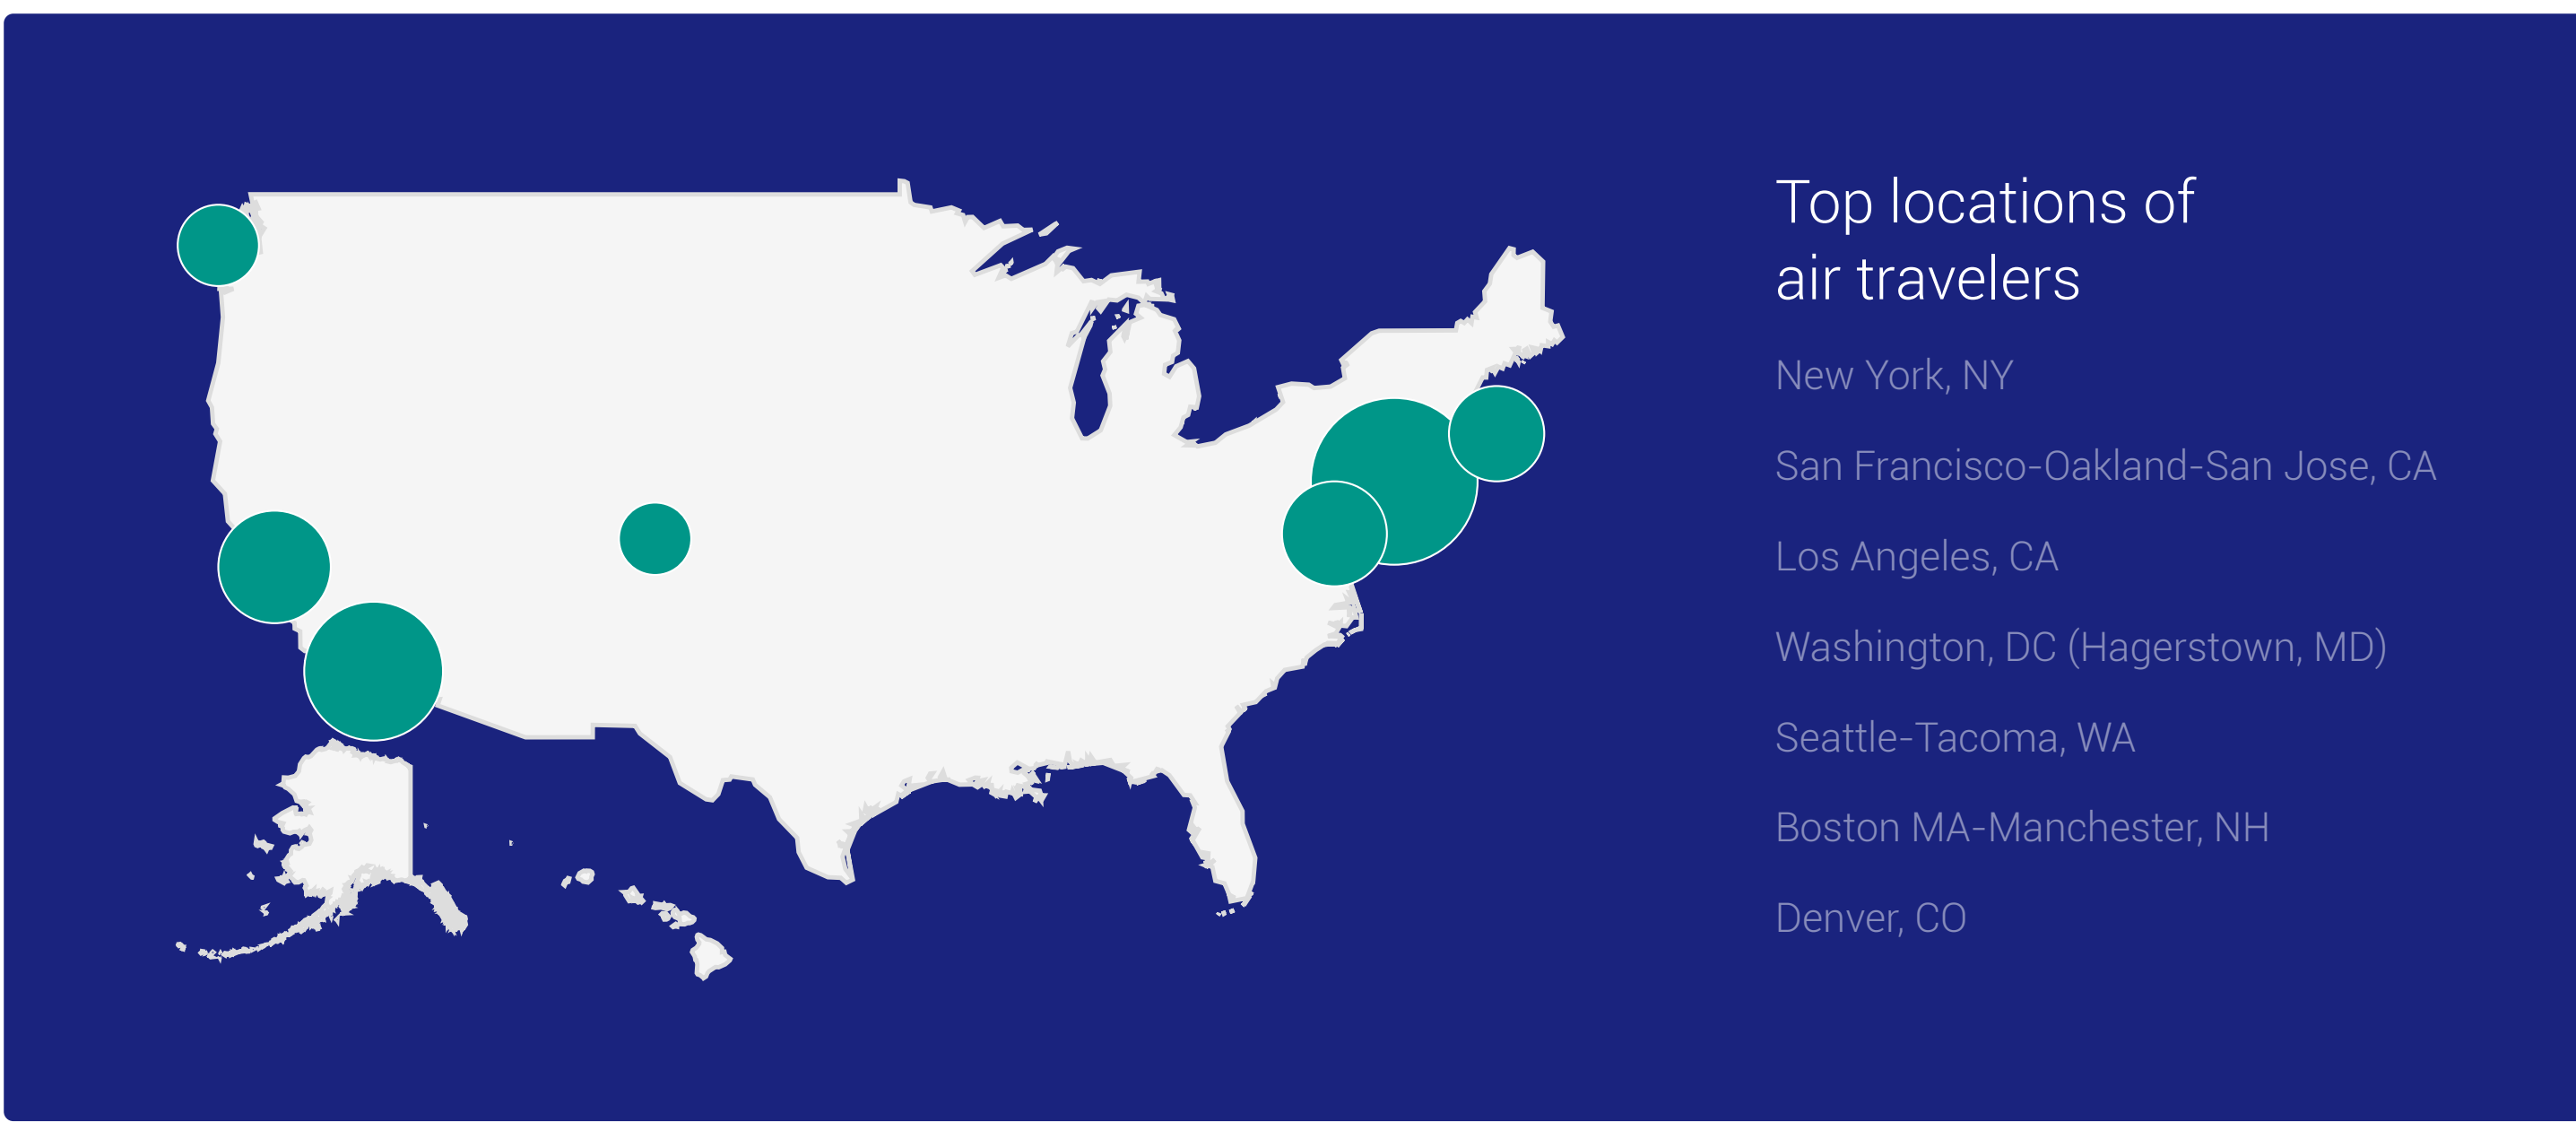 Top locations of
air travelers
New York, NY
San Francisco-Oakland-San Jose, CA
Los Angeles, CA
Washington, DC (Hagerstown, MD)
Seattle-Tacoma, WA
Boston MA-Manchester, NH
Denver, CO